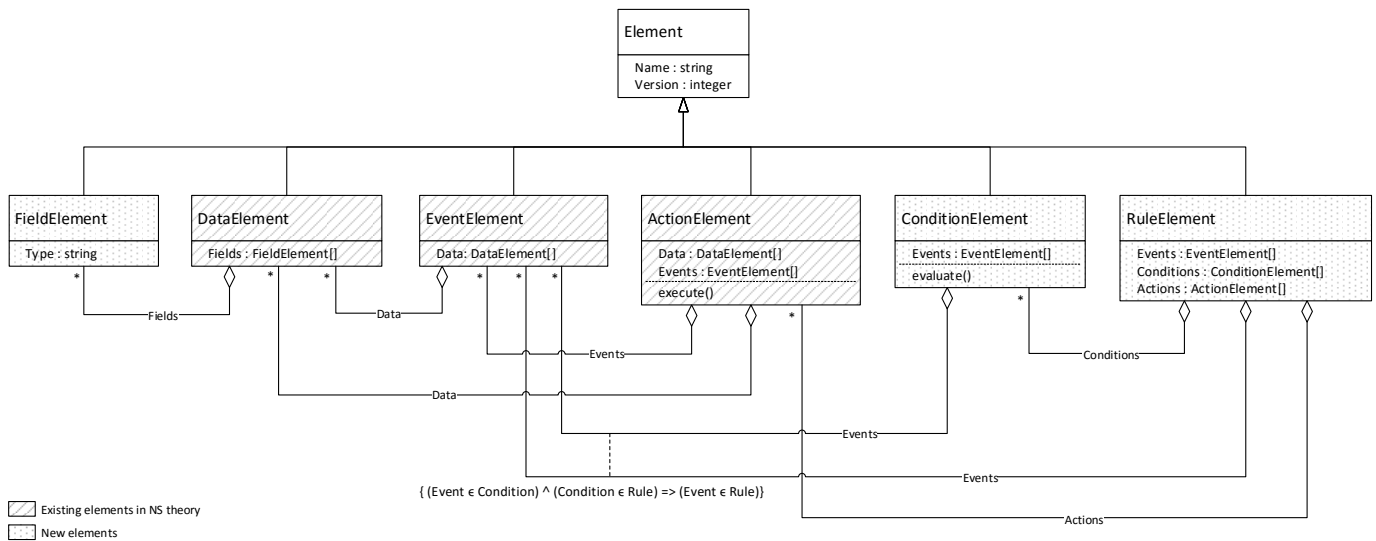 Element
Name : string
Version : integer
FieldElement
Type : string
DataElement
Fields : FieldElement[]
EventElement
Data: DataElement[]
ActionElement
Data : DataElement[]
Events : EventElement[]
execute()
ConditionElement
Events : EventElement[]
evaluate()
RuleElement
Events : EventElement[]
Conditions : ConditionElement[]
Actions : ActionElement[]
*
*
*
*
*
*
*
*
Fields
Data
Events
Conditions
Data
Events
Events
{ (Event ϵ Condition) ^ (Condition ϵ Rule) => (Event ϵ Rule)}
Actions
Existing elements in NS theory
New elements